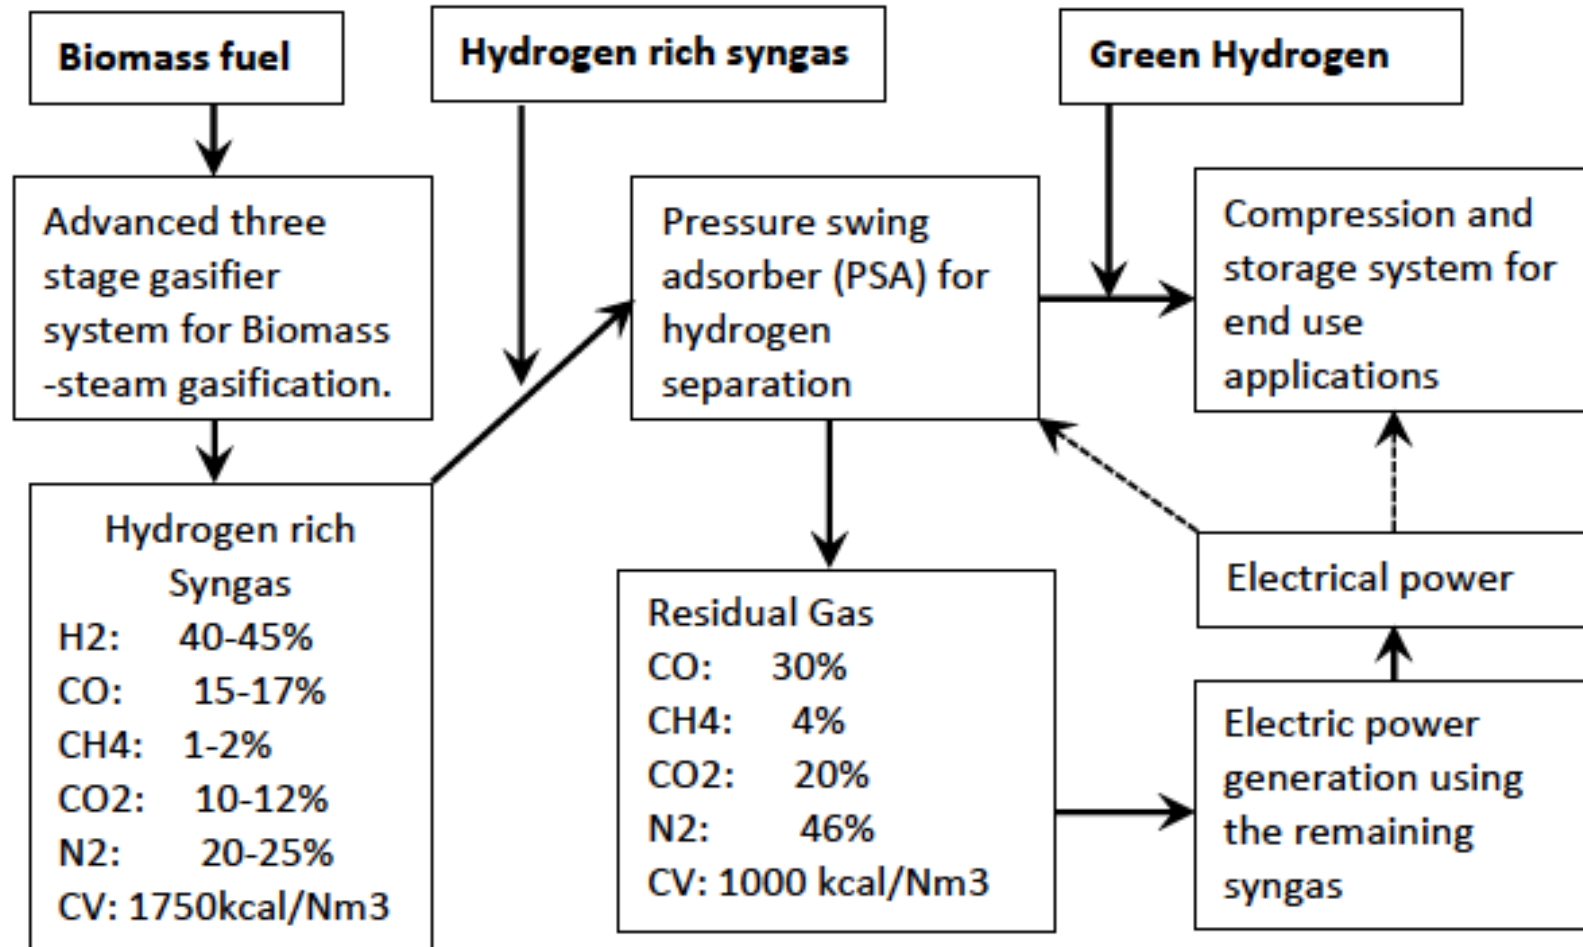 Biomass fuel
Hydrogen rich syngas
Green Hydrogen
Advanced three
stage gasifier
system for Biomass
-steam gasification.
Pressure swing
adsorber (PSA) for
hydrogen
separation
Compression and
storage system for
end use
applications
Hydrogen rich
Syngas
H2: 40-45%
CO: 15-17%
CH4: 1-2%
CO2: 10-12%
N2: 20-25%
CV: 1750kcal/Nm3
Residual Gas
CO: 30%
CH4: 4%
CO2: 20%
N2: 46%
CV: 1000 kcal/Nm3
Electrical power
Electric power
generation using
the remaining
syngas